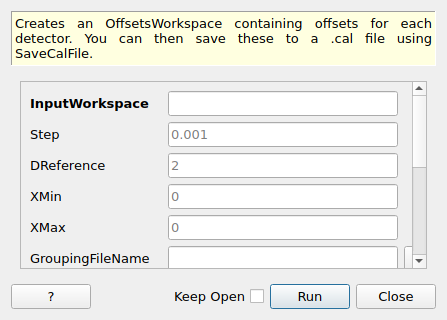 Creates an OffsetsWorkspace containing offsets for each
detector. You can then save these to a .cal file using
SaveCalFile.
InputWorkspace
Step 0.001
DReference 2
XMin 0
XMax 0
GroupingFileName
? Keep Open Run Close